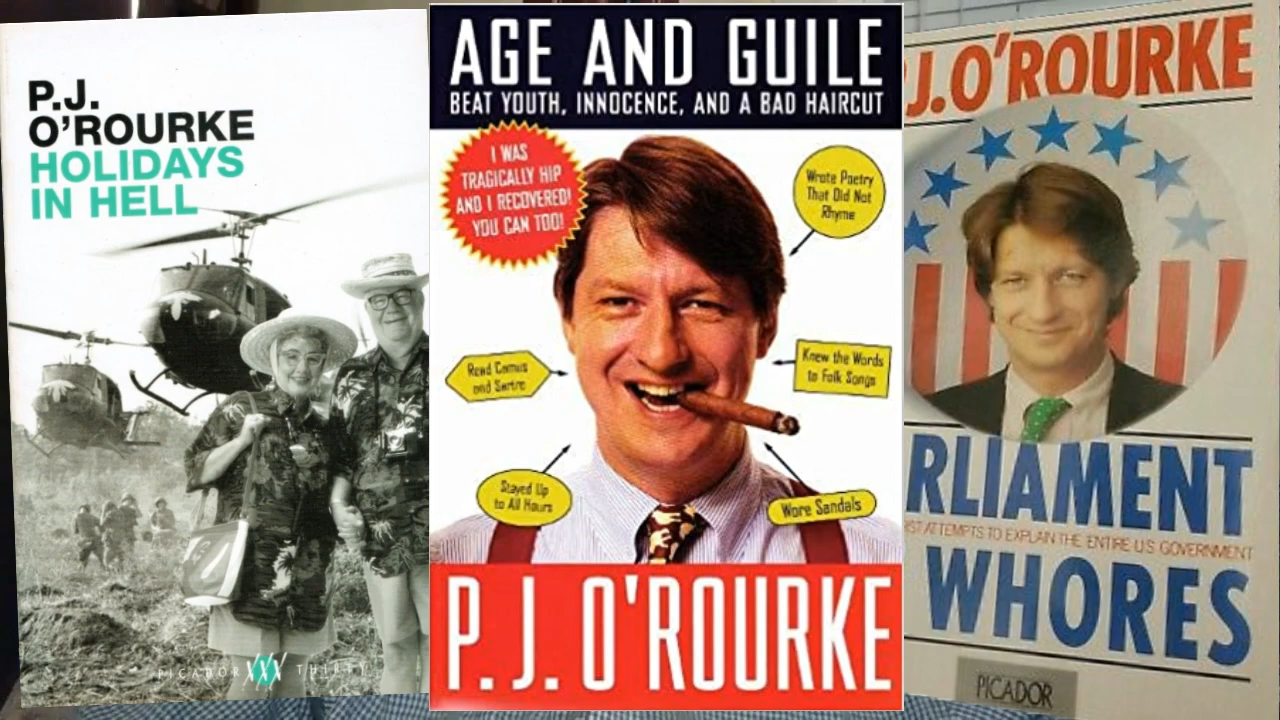 P.J.
O'ROURKE
HOLIDAYS
IN HELL
PICADOR THIRTY
AGE AND GUILE
BEAT YOUTH, INNOCENCE, AND A BAD HAIRCUT
I WAS
TRAGICALLY HIP
AND I RECOVERED!
YOU CAN TOO!
Wrote Poetry
That Did Not
Rhyme
Read Camus
and Sartre
Knew the Words
to Folk Songs
Stayed Up
to All Hours
Wore Sandals
P.J. O'ROURKE
P.J. O'ROURKE
RLIAMENT
ATTEMPTS TO EXPLAIN THE ENTIRE US GOVERNMENT
WHORES
PICADOR